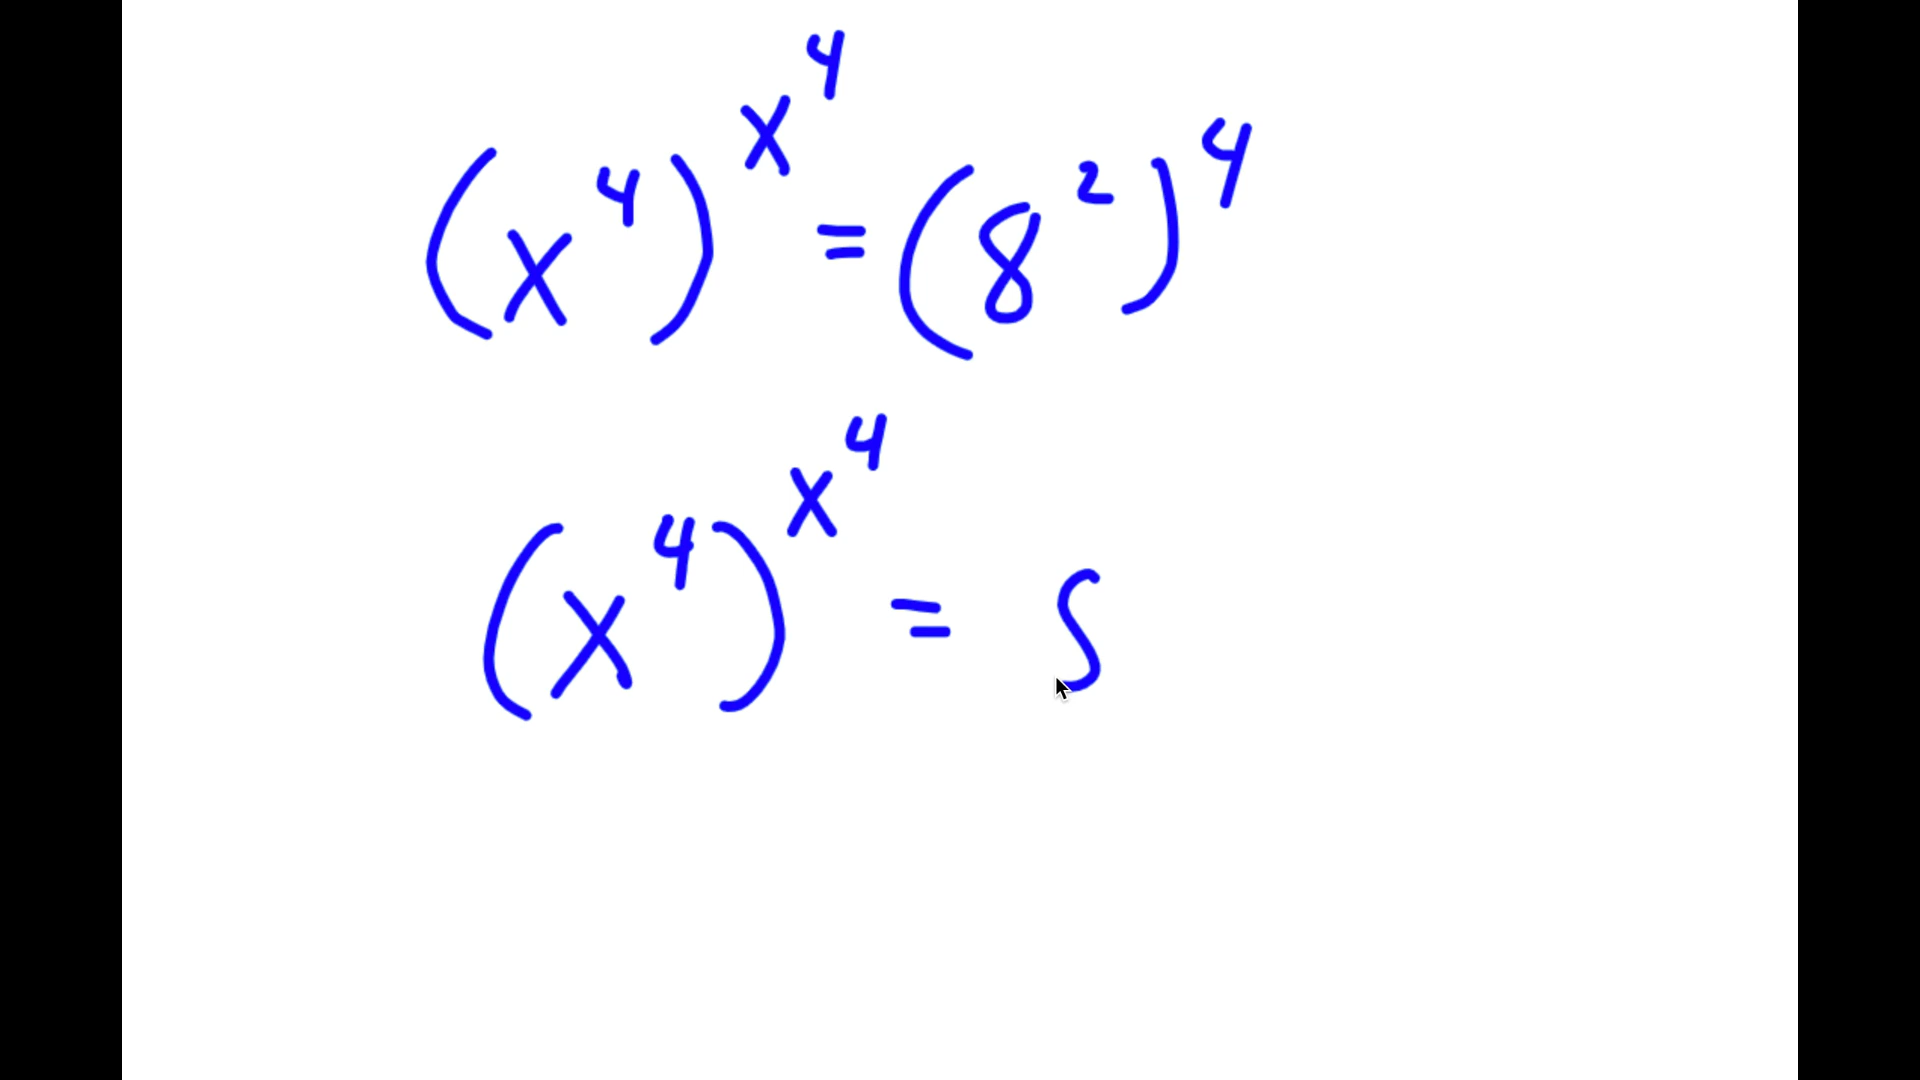 (x⁴)^x⁴ = (8²)⁴
(x⁴)^x⁴ =